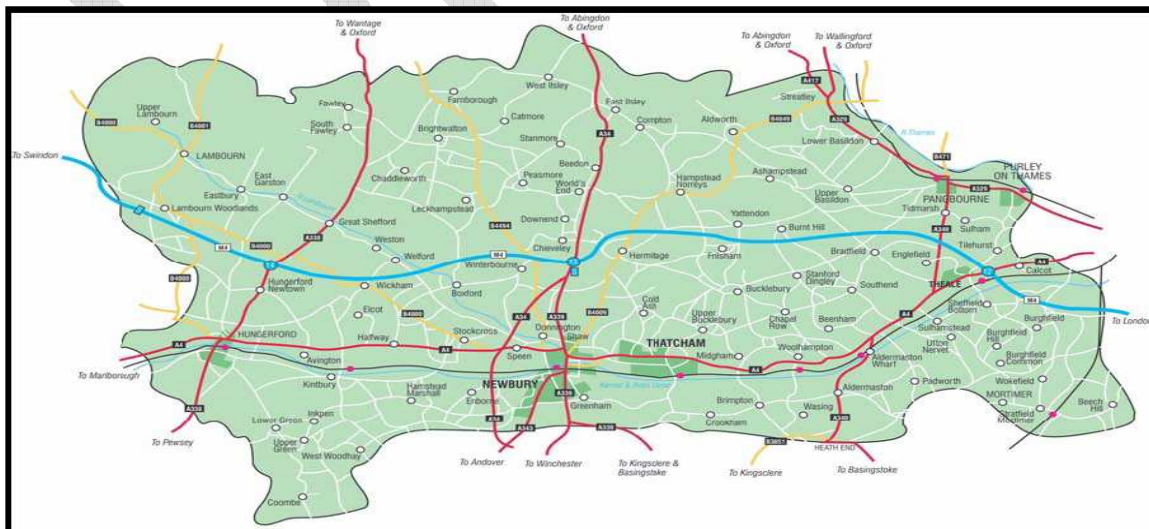 To Wantage
& Oxford
To Abingdon
& Oxford
To Abingdon
& Oxford
To Wallingford
& Oxford
A417
Streatley
West Ilsley
Farnborough
Fawley
East Ilsley
Upper
Lambourn
B4000
B4001
South
Fawley
Catmore
Compton
Aldworth
B4009
A329
R.Thames
Brightwalton
Stanmore
A34
Lower Basildon
To Swindon
LAMBOURN
B471
PURLEY
ON THAMES
East
Garston
Chaddleworth
Beedon
Peasmore
World's
End
Hampstead
Norreys
Ashampstead
Upper
Basildon
A329
PANGBOURNE
Eastbury
R.Lambourn
Leckhampstead
Lambourn Woodlands
Great Shefford
Downend
Yattendon
Burnt Hill
Tidmarsh
Sulham
B4494
A338
Weston
Chieveley
A340
Tilehurst
M4
B4000
Welford
M4
Winterbourne
13
Hermitage
Frilsham
Bradfield
Englefield
A4
14
12
Calcot
B4000
Hungerford
Newtown
Wickham
Boxford
Bucklebury
Stanford
Dingley
Southend
THEALE
M4
Elcot
B4000
A34
A339
B4009
Cold
Ash
Upper
Bucklebury
Chapel
Row
Beenham
A4
Sheffield
Bottom
Burghfield
To London
HUNGERFORD
Stockcross
Donnington
Shaw
Sulhamstead
Burghfield
Hill
A4
Halfway
A4
Speen
THATCHAM
Midgham
Woolhampton
Ufton
Nervet
Burghfield
Common
Avington
A4
Aldermaston
Wharf
To Marlborough
Kintbury
NEWBURY
Kennet & Avon Canal
Aldermaston
Padworth
Wokefield
Hamstead
Marshall
Enborne
A339
Greenham
Brimpton
Wasing
MORTIMER
Beech
Hill
A338
Inkpen
Crookham
A340
Stratfield
Mortimer
Lower Green
A34
A343
A339
To Pewsey
Upper
Green
B3051
HEATH END
West Woodhay
To Andover
To Winchester
To Kingsclere &
Basingstoke
To Kingsclere
To Basingstoke
Coombe